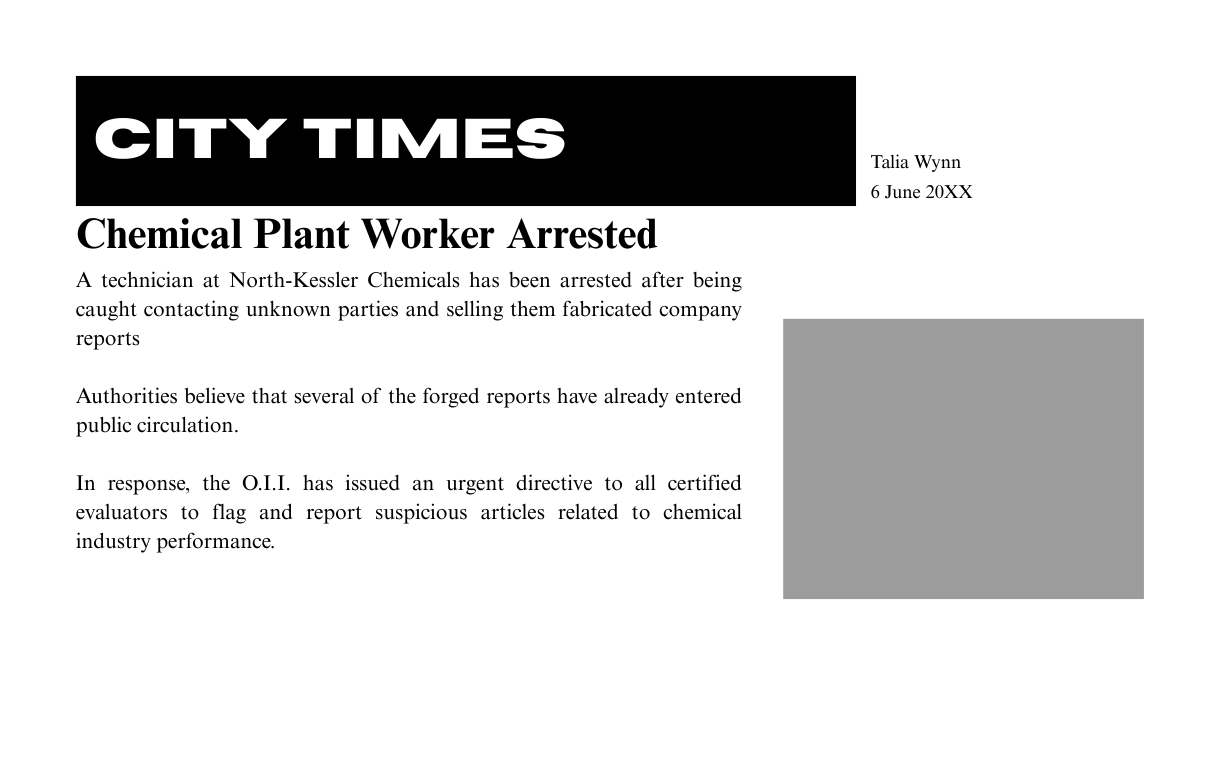 CITY TIMES
Talia Wynn
6 June 20XX
Chemical Plant Worker Arrested
A technician at North-Kessler Chemicals has been arrested after being
caught contacting unknown parties and selling them fabricated company
reports
Authorities believe that several of the forged reports have already entered
public circulation.
In response, the O.I.I. has issued an urgent directive to all certified
evaluators to flag and report suspicious articles related to chemical
industry performance.